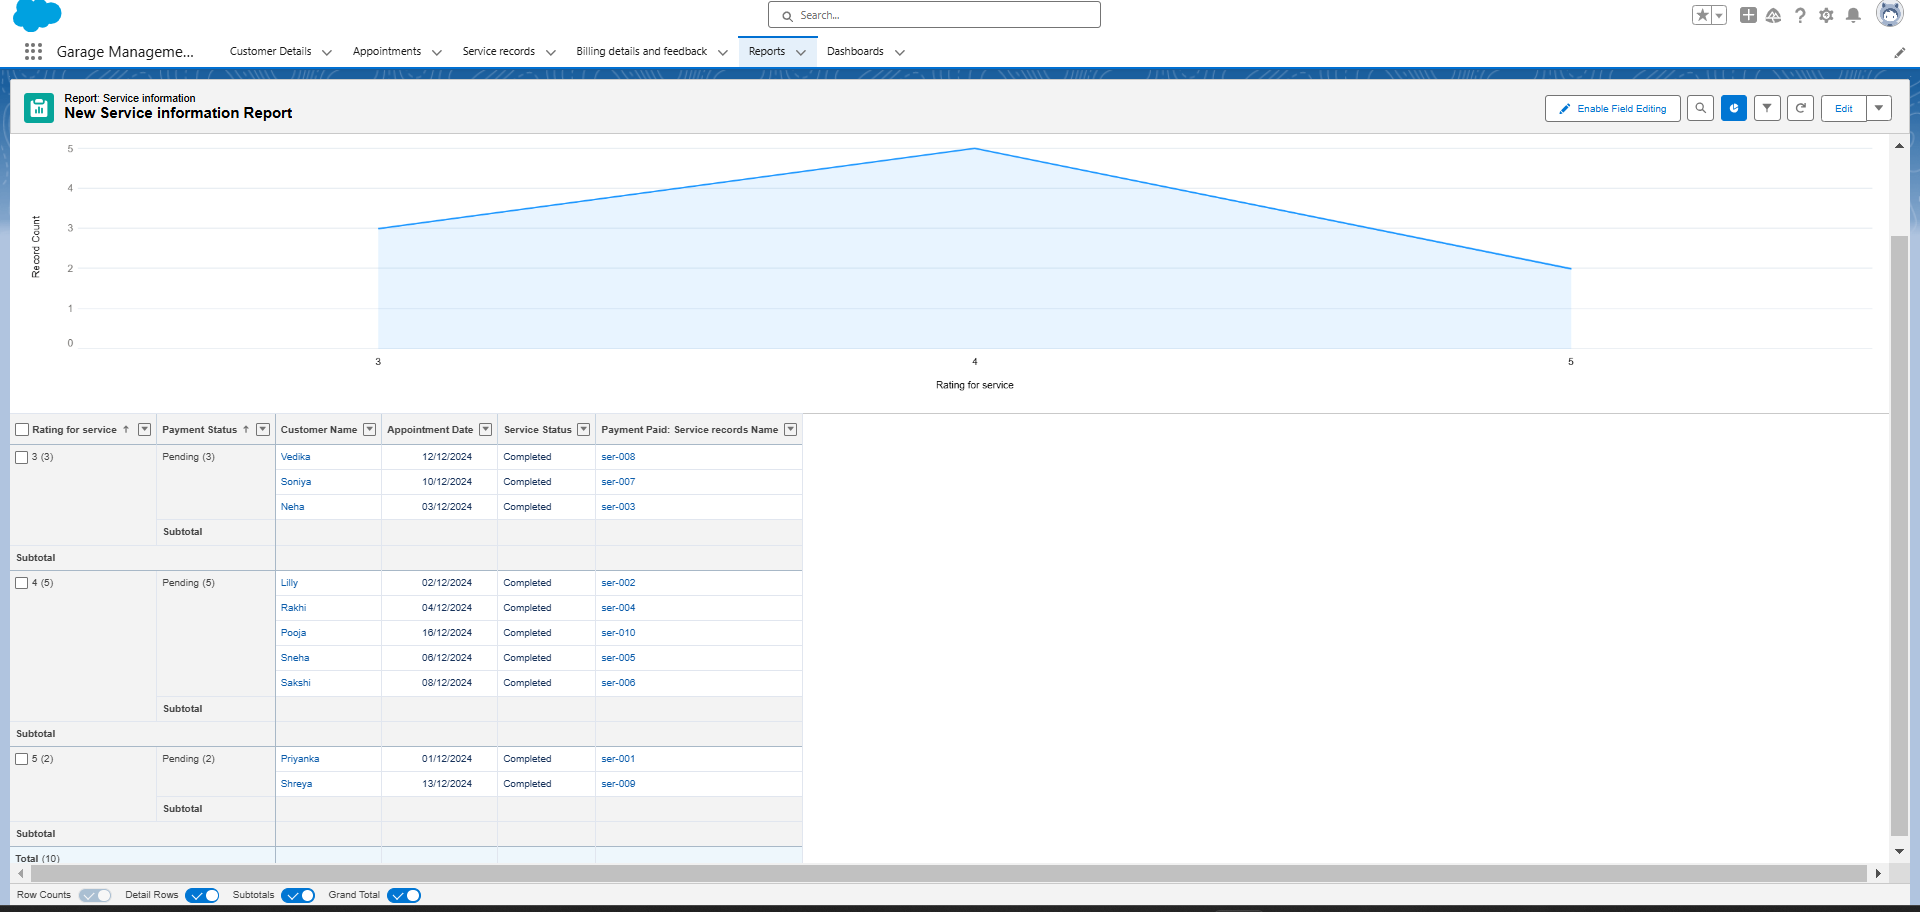 Search...
Garage Manageme...
Customer Details
Appointments
Service records
Billing details and feedback
Reports
Dashboards
Report: Service information
New Service information Report
Enable Field Editing
Edit
5
4
3
2
1
0
Record Count
3 4 5
Rating for service
Rating for service ↑ Payment Status ↑ Customer Name Appointment Date Service Status Payment Paid: Service records Name
3 (3) Pending (3) Vedika 12/12/2024 Completed ser-008
Soniya 10/12/2024 Completed ser-007
Neha 03/12/2024 Completed ser-003
Subtotal
Subtotal
4 (5) Pending (5) Lilly 02/12/2024 Completed ser-002
Rakhi 04/12/2024 Completed ser-004
Pooja 16/12/2024 Completed ser-010
Sneha 06/12/2024 Completed ser-005
Sakshi 08/12/2024 Completed ser-006
Subtotal
Subtotal
5 (2) Pending (2) Priyanka 01/12/2024 Completed ser-001
Shreya 13/12/2024 Completed ser-009
Subtotal
Subtotal
Total (10)
Row Counts Detail Rows Subtotals Grand Total